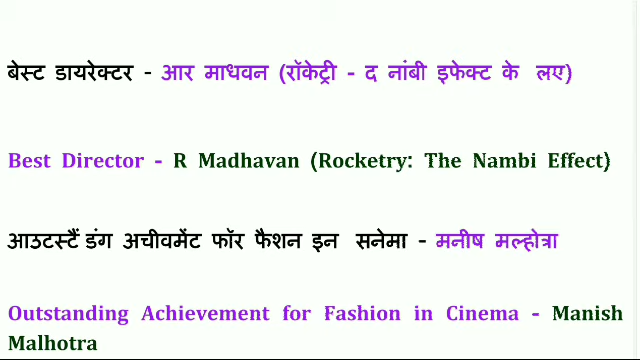 बेस्ट डायरेक्टर - आर माधवन (रॉकेट्री - द नांबी इफेक्ट के लए)
Best Director - R Madhavan (Rocketry: The Nambi Effect)
आउटस्टैंडंग अचीवमेंट फॉर फैशन इन सनेमा - मनीष मल्होत्रा
Outstanding Achievement for Fashion in Cinema - Manish
Malhotra